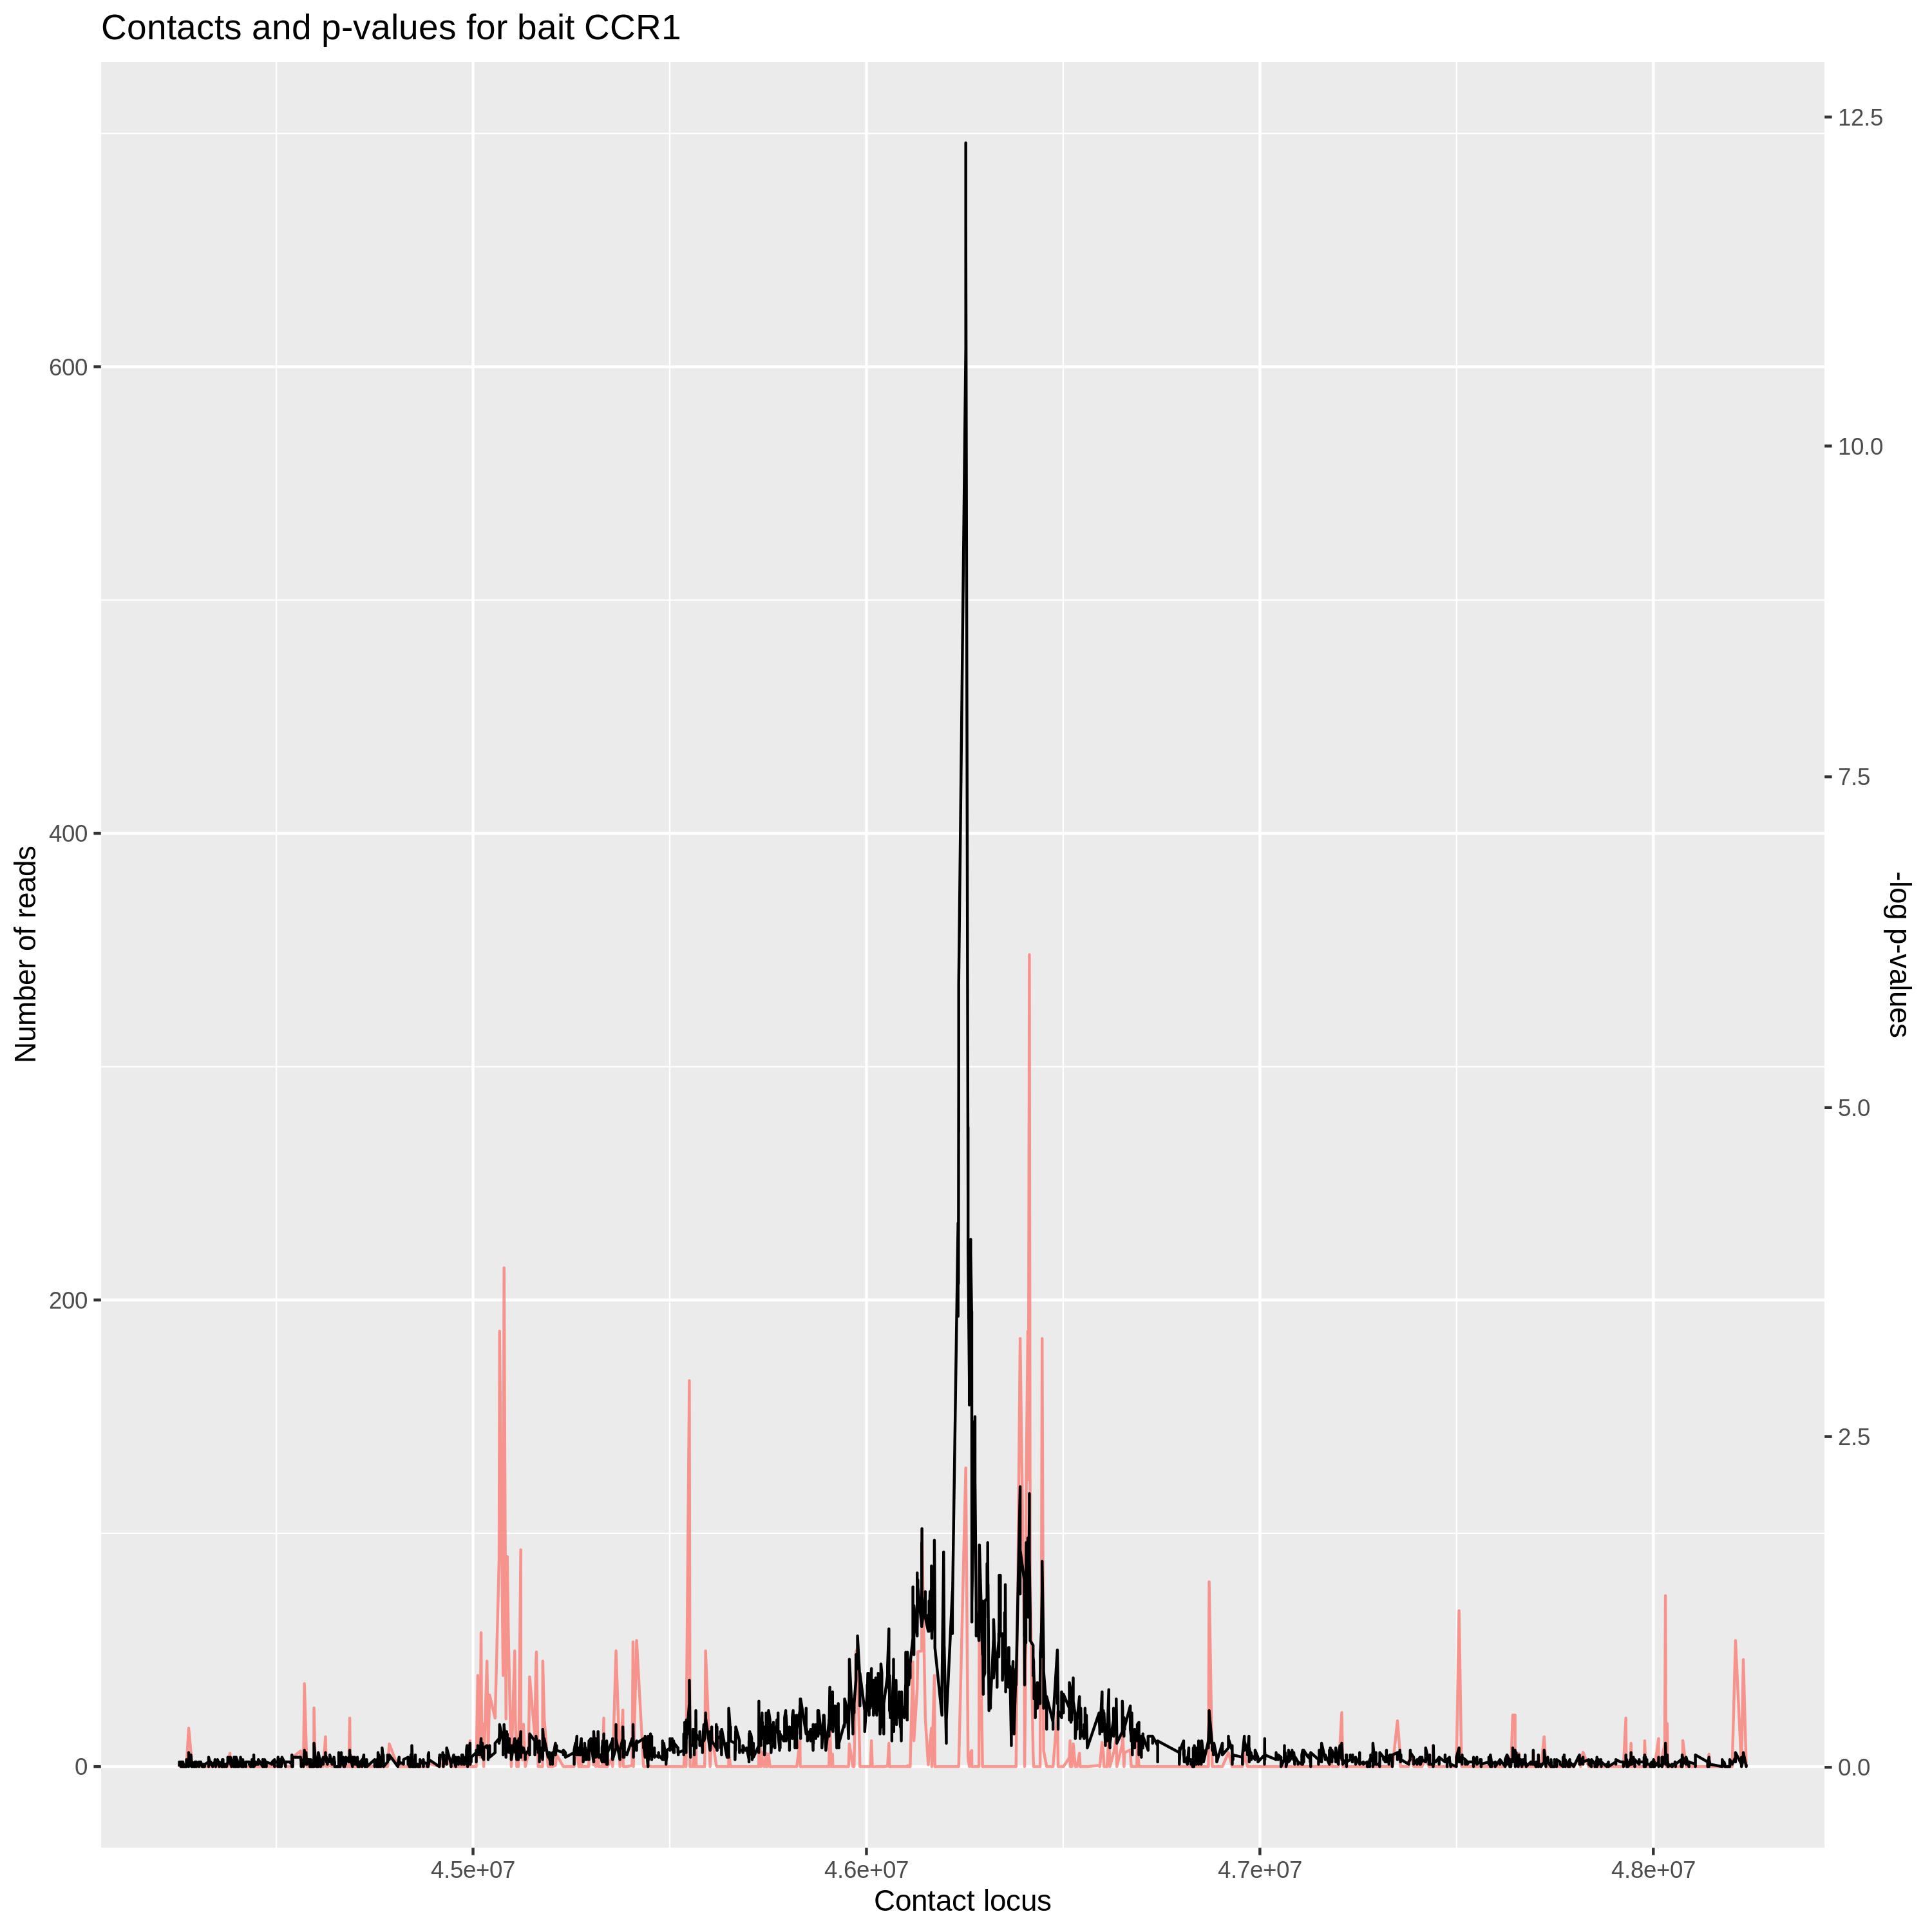 Contacts and p-values for bait CCR1
12.5
600
10.0
7.5
400
Number of reads
-log p-values
5.0
200
2.5
0
0.0
4.5e+07
4.6e+07
4.7e+07
4.8e+07
Contact locus